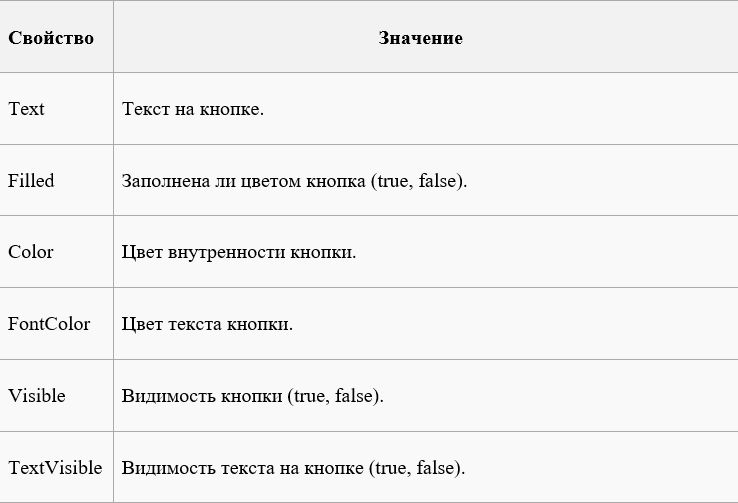 Свойство Значение
Text Текст на кнопке.
Filled Заполнена ли цветом кнопка (true, false).
Color Цвет внутренности кнопки.
FontColor Цвет текста кнопки.
Visible Видимость кнопки (true, false).
TextVisible Видимость текста на кнопке (true, false).